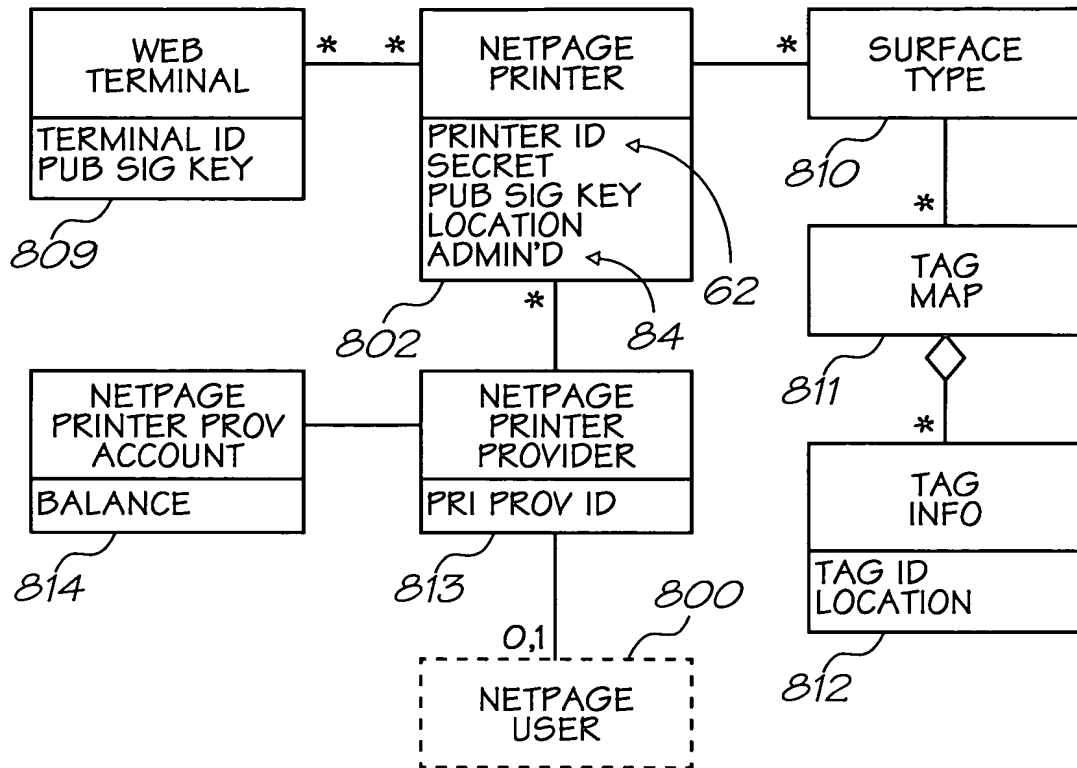 WEB
TERMINAL
TERMINAL ID
PUB SIG KEY
809
* *
NETPAGE
PRINTER
PRINTER ID
SECRET
PUB SIG KEY
LOCATION
ADMIN'D
62
84
802
*
*
SURFACE
TYPE
810
*
TAG
MAP
811
*
TAG
INFO
TAG ID
LOCATION
812
NETPAGE
PRINTER PROV
ACCOUNT
BALANCE
814
NETPAGE
PRINTER
PROVIDER
PRI PROV ID
813
800
0,1
NETPAGE
USER